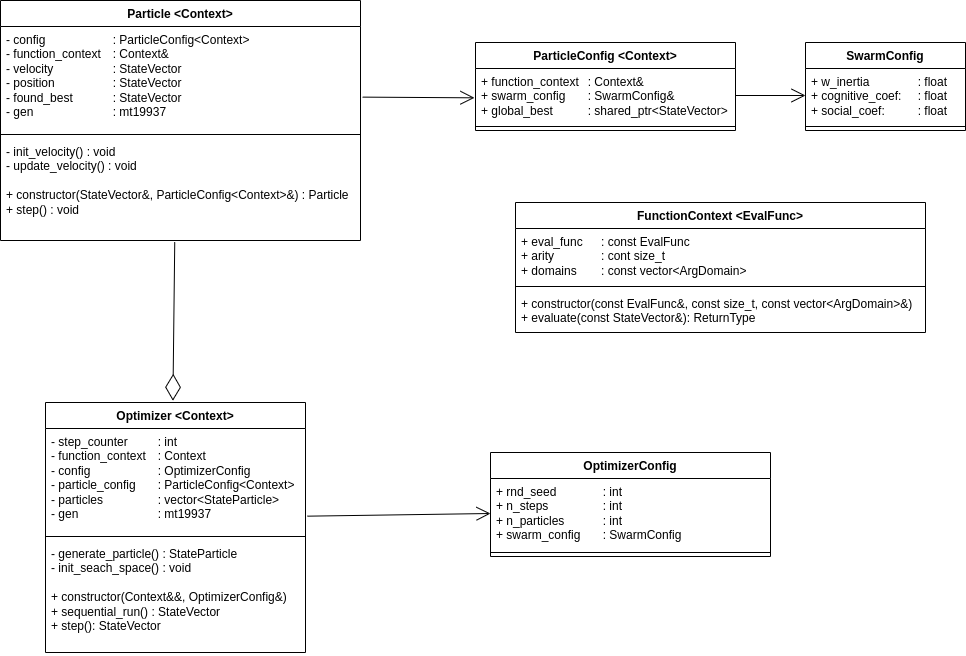 Particle <Context>
- config : ParticleConfig<Context>
- function_context : Context&
- velocity : StateVector
- position : StateVector
- found_best : StateVector
- gen : mt19937
- init_velocity() : void
- update_velocity() : void
+ constructor(StateVector&, ParticleConfig<Context>&) : Particle
+ step() : void
ParticleConfig <Context>
+ function_context : Context&
+ swarm_config : SwarmConfig&
+ global_best : shared_ptr<StateVector>
SwarmConfig
+ w_inertia : float
+ cognitive_coef: : float
+ social_coef: : float
FunctionContext <EvalFunc>
+ eval_func : const EvalFunc
+ arity : cont size_t
+ domains : const vector<ArgDomain>
+ constructor(const EvalFunc&, const size_t, const vector<ArgDomain>&)
+ evaluate(const StateVector&): ReturnType
Optimizer <Context>
- step_counter : int
- function_context : Context
- config : OptimizerConfig
- particle_config : ParticleConfig<Context>
- particles : vector<StateParticle>
- gen : mt19937
- generate_particle() : StateParticle
- init_seach_space() : void
+ constructor(Context&&, OptimizerConfig&)
+ sequential_run() : StateVector
+ step(): StateVector
OptimizerConfig
+ rnd_seed : int
+ n_steps : int
+ n_particles : int
+ swarm_config : SwarmConfig